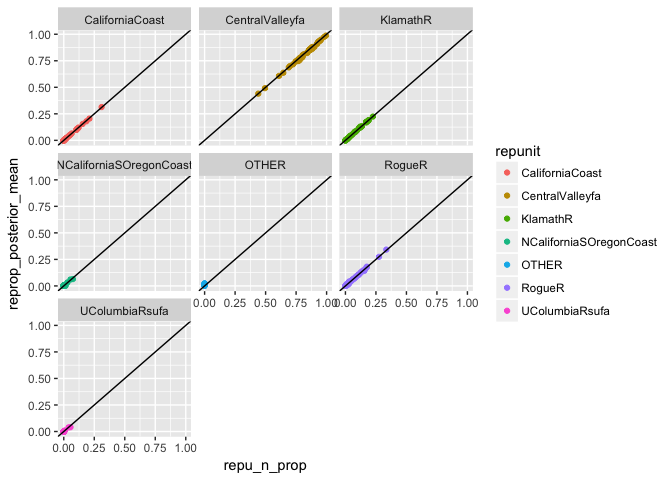 CaliforniaCoast CentralValleyfa KlamathR
1.00
0.75
0.50
0.25
0.00
NCaliforniaSOregonCoast OTHER RogueR
1.00
0.75
0.50
0.25
0.00
0.00 0.25 0.50 0.75 1.00 0.00 0.25 0.50 0.75 1.00
UColumbiaRsufa
1.00
0.75
0.50
0.25
0.00
0.00 0.25 0.50 0.75 1.00
repu_n_prop
reprop_posterior_mean
repunit
CaliforniaCoast
CentralValleyfa
KlamathR
NCaliforniaSOregonCoast
OTHER
RogueR
UColumbiaRsufa